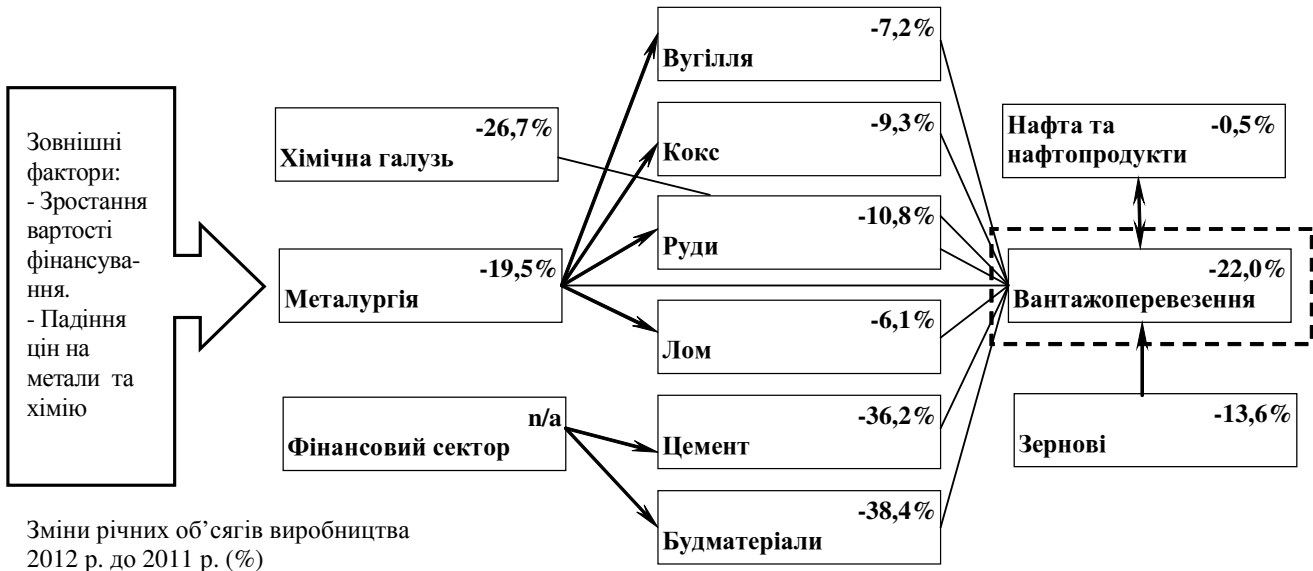 Зовнішні
фактори:
- Зростання
вартості
фінансува-
ння.
- Падіння
цін на
метали та
хімію
-26,7%
Хімічна галузь
-19,5%
Металургія
n/a
Фінансовий сектор
-7,2%
Вугілля
-9,3%
Кокс
-10,8%
Руди
-6,1%
Лом
-36,2%
Цемент
-38,4%
Будматеріали
Нафта та -0,5%
нафтопродукти
-22,0%
Вантажоперевезення
-13,6%
Зернові
Зміни річних об’сягів виробництва
2012 р. до 2011 р. (%)